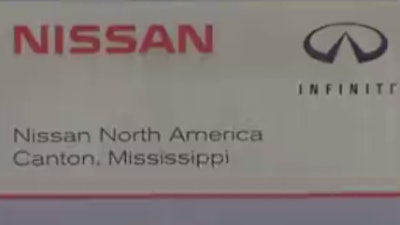 NISSAN
INFINITI
Nissan North America
Canton, Mississippi